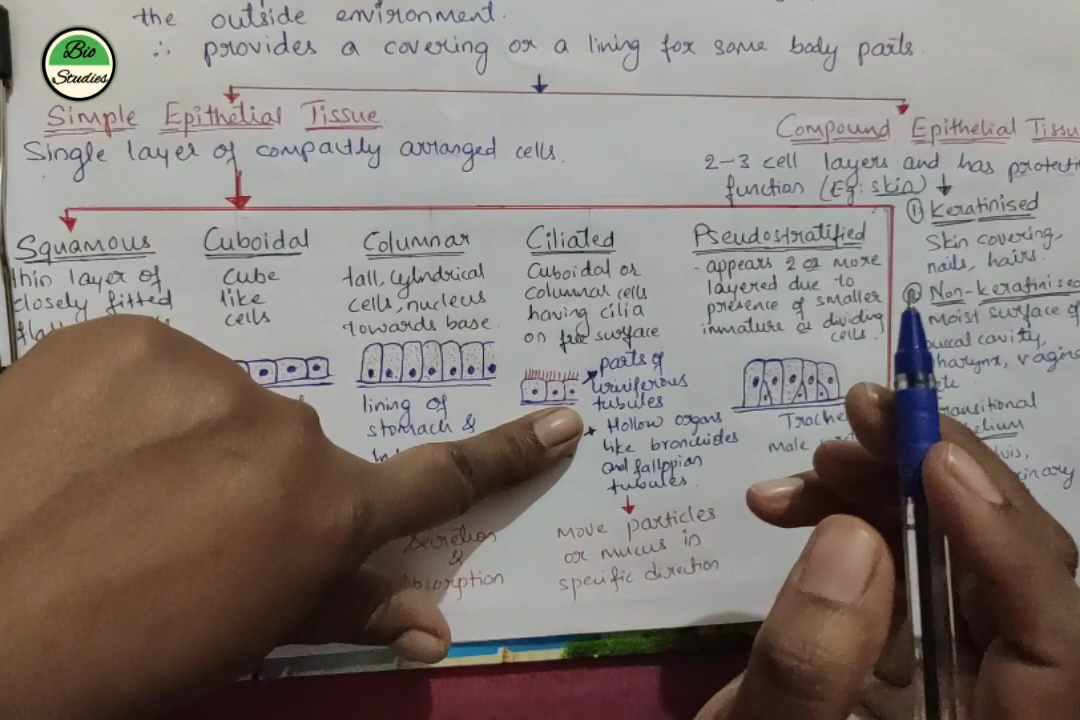 the outside environment.
∴ provides a covering or a lining for some body parts.
Bio
Studies
Simple Epithelial Tissue
Single layer of compactly arranged cells.
Compound Epithelial Tissu
2-3 cell layers and has protecti
function (Eg: skin)
Squamous
thin layer of
closely fitted
Cuboidal
Cube
like
cells
Columnar
tall, cylindrical
cells, nucleus
towards base.
lining of
stomach &
Secretion
&
absorption
Ciliated
Cuboidal or
columnar cells
having cilia
on free surface
parts of
uriniferous
tubules
Hollow organs
like bronchioles
and fallppian
tubules.
Move particles
or mucus in
specific direction
Pseudostratified
- appears 2 or more
layered due to
presence of smaller
immature or dividing
cells.
Trache
male
① Keratinised
Skin covering,
nails, hairs.
② Non-keratinised
moist surface of
buccal cavity,
pharynx, vagina
etc
transitional